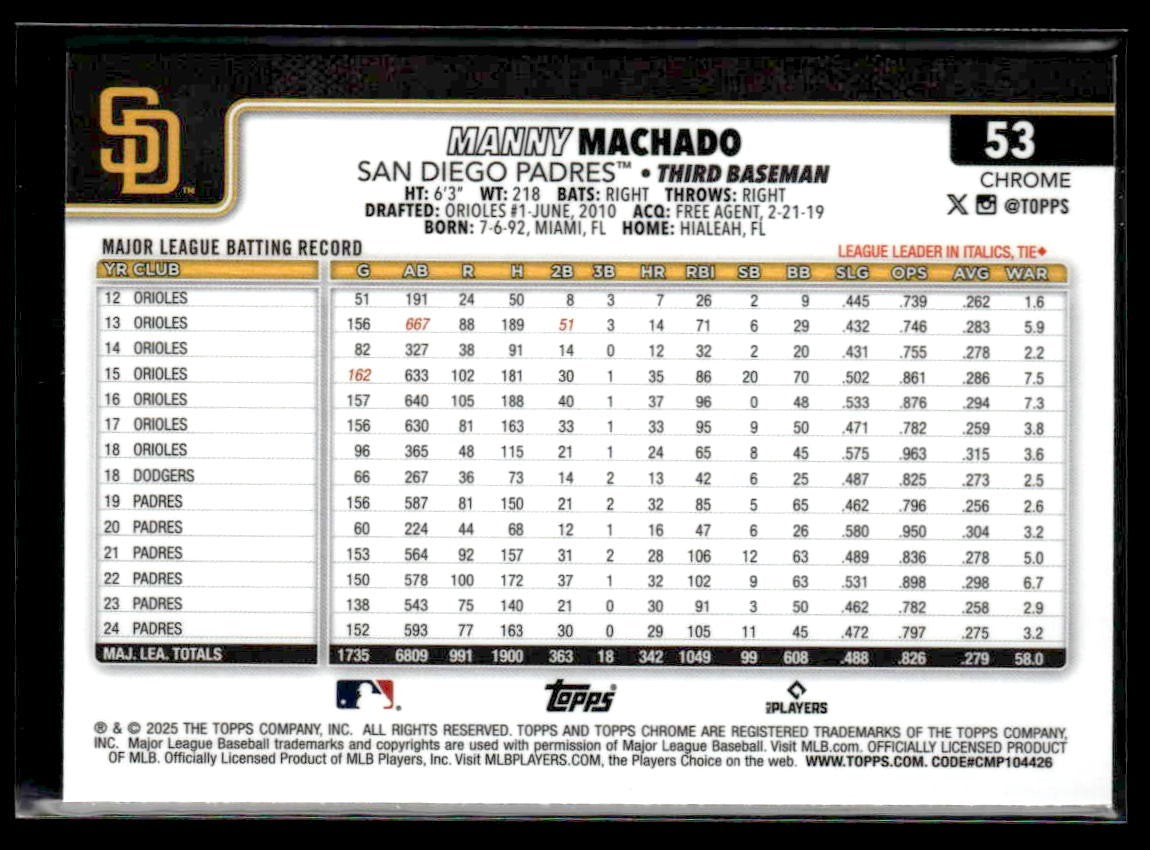 SD™
53
MANNY MACHADO
SAN DIEGO PADRES™ • THIRD BASEMAN
CHROME
HT: 6'3" WT: 218 BATS: RIGHT THROWS: RIGHT
X @TOPPS
DRAFTED: ORIOLES #1-JUNE, 2010 ACQ: FREE AGENT, 2-21-19
BORN: 7-6-92, MIAMI, FL HOME: HIALEAH, FL
MAJOR LEAGUE BATTING RECORD LEAGUE LEADER IN ITALICS, TIE◆
YR CLUB G AB R H 2B 3B HR RBI SB BB SLG OPS AVG WAR
12 ORIOLES 51 191 24 50 8 3 7 26 2 9 .445 .739 .262 1.6
13 ORIOLES 156 667 88 189 51 3 14 71 6 29 .432 .746 .283 5.9
14 ORIOLES 82 327 38 91 14 0 12 32 2 20 .431 .755 .278 2.2
15 ORIOLES 162 633 102 181 30 1 35 86 20 70 .502 .861 .286 7.5
16 ORIOLES 157 640 105 188 40 1 37 96 0 48 .533 .876 .294 7.3
17 ORIOLES 156 630 81 163 33 1 33 95 9 50 .471 .782 .259 3.8
18 ORIOLES 96 365 48 115 21 1 24 65 8 45 .575 .963 .315 3.6
18 DODGERS 66 267 36 73 14 2 13 42 6 25 .487 .825 .273 2.5
19 PADRES 156 587 81 150 21 2 32 85 5 65 .462 .796 .256 2.6
20 PADRES 60 224 44 68 12 1 16 47 6 26 .580 .950 .304 3.2
21 PADRES 153 564 92 157 31 2 28 106 12 63 .489 .836 .278 5.0
22 PADRES 150 578 100 172 37 1 32 102 9 63 .531 .898 .298 6.7
23 PADRES 138 543 75 140 21 0 30 91 3 50 .462 .782 .258 2.9
24 PADRES 152 593 77 163 30 0 29 105 11 45 .472 .797 .275 3.2
MAJ. LEA. TOTALS 1735 6809 991 1900 363 18 342 1049 99 608 .488 .826 .279 58.0
® topps MLB PLAYERS
® & © 2025 THE TOPPS COMPANY, INC. ALL RIGHTS RESERVED. TOPPS AND TOPPS CHROME ARE REGISTERED TRADEMARKS OF THE TOPPS COMPANY,
INC. Major League Baseball trademarks and copyrights are used with permission of Major League Baseball. Visit MLB.com. OFFICIALLY LICENSED PRODUCT
OF MLB. Officially Licensed Product of MLB Players, Inc. Visit MLBPLAYERS.COM, the Players Choice on the web. WWW.TOPPS.COM. CODE#CMP104426